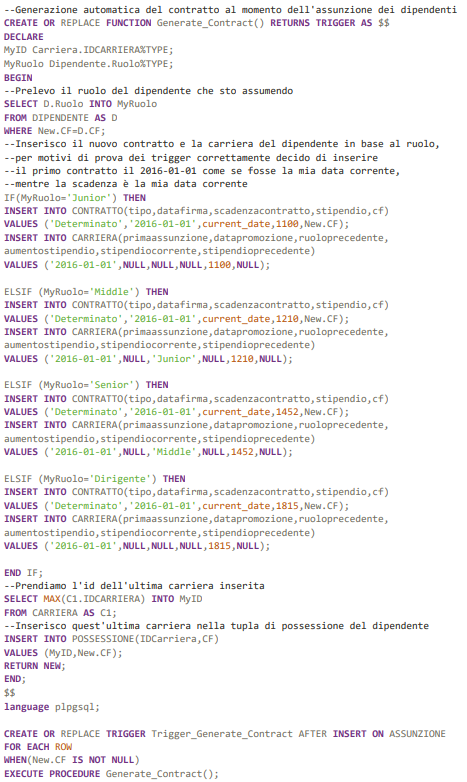 --Generazione automatica del contratto al momento dell'assunzione dei dipendenti
CREATE OR REPLACE FUNCTION Generate_Contract() RETURNS TRIGGER AS $$
DECLARE
MyID Carriera.IDCARRIERA%TYPE;
MyRuolo Dipendente.Ruolo%TYPE;
BEGIN
--Prelevo il ruolo del dipendente che sto assumendo
SELECT D.Ruolo INTO MyRuolo
FROM DIPENDENTE AS D
WHERE New.CF=D.CF;
--Inserisco il nuovo contratto e la carriera del dipendente in base al ruolo,
--per motivi di prova dei trigger correttamente decido di inserire
--il primo contratto il 2016-01-01 come se fosse la mia data corrente,
--mentre la scadenza è la mia data corrente
IF(MyRuolo='Junior') THEN
INSERT INTO CONTRATTO(tipo,datafirma,scadenzacontratto,stipendio,cf)
VALUES ('Determinato','2016-01-01',current_date,1100,New.CF);
INSERT INTO CARRIERA(primaassunzione,datapromozione,ruoloprecedente,
aumentostipendio,stipendiocorrente,stipendioprecedente)
VALUES ('2016-01-01',NULL,NULL,NULL,1100,NULL);
ELSIF (MyRuolo='Middle') THEN
INSERT INTO CONTRATTO(tipo,datafirma,scadenzacontratto,stipendio,cf)
VALUES ('Determinato','2016-01-01',current_date,1210,New.CF);
INSERT INTO CARRIERA(primaassunzione,datapromozione,ruoloprecedente,
aumentostipendio,stipendiocorrente,stipendioprecedente)
VALUES ('2016-01-01',NULL,'Junior',NULL,1210,NULL);
ELSIF (MyRuolo='Senior') THEN
INSERT INTO CONTRATTO(tipo,datafirma,scadenzacontratto,stipendio,cf)
VALUES ('Determinato','2016-01-01',current_date,1452,New.CF);
INSERT INTO CARRIERA(primaassunzione,datapromozione,ruoloprecedente,
aumentostipendio,stipendiocorrente,stipendioprecedente)
VALUES ('2016-01-01',NULL,'Middle',NULL,1452,NULL);
ELSIF (MyRuolo='Dirigente') THEN
INSERT INTO CONTRATTO(tipo,datafirma,scadenzacontratto,stipendio,cf)
VALUES ('Determinato','2016-01-01',current_date,1815,New.CF);
INSERT INTO CARRIERA(primaassunzione,datapromozione,ruoloprecedente,
aumentostipendio,stipendiocorrente,stipendioprecedente)
VALUES ('2016-01-01',NULL,NULL,NULL,1815,NULL);
END IF;
--Prendiamo l'id dell'ultima carriera inserita
SELECT MAX(C1.IDCARRIERA) INTO MyID
FROM CARRIERA AS C1;
--Inserisco quest'ultima carriera nella tupla di possessione del dipendente
INSERT INTO POSSESSIONE(IDCarriera,CF)
VALUES (MyID,New.CF);
RETURN NEW;
END;
$$
language plpgsql;
CREATE OR REPLACE TRIGGER Trigger_Generate_Contract AFTER INSERT ON ASSUNZIONE
FOR EACH ROW
WHEN(New.CF IS NOT NULL)
EXECUTE PROCEDURE Generate_Contract();